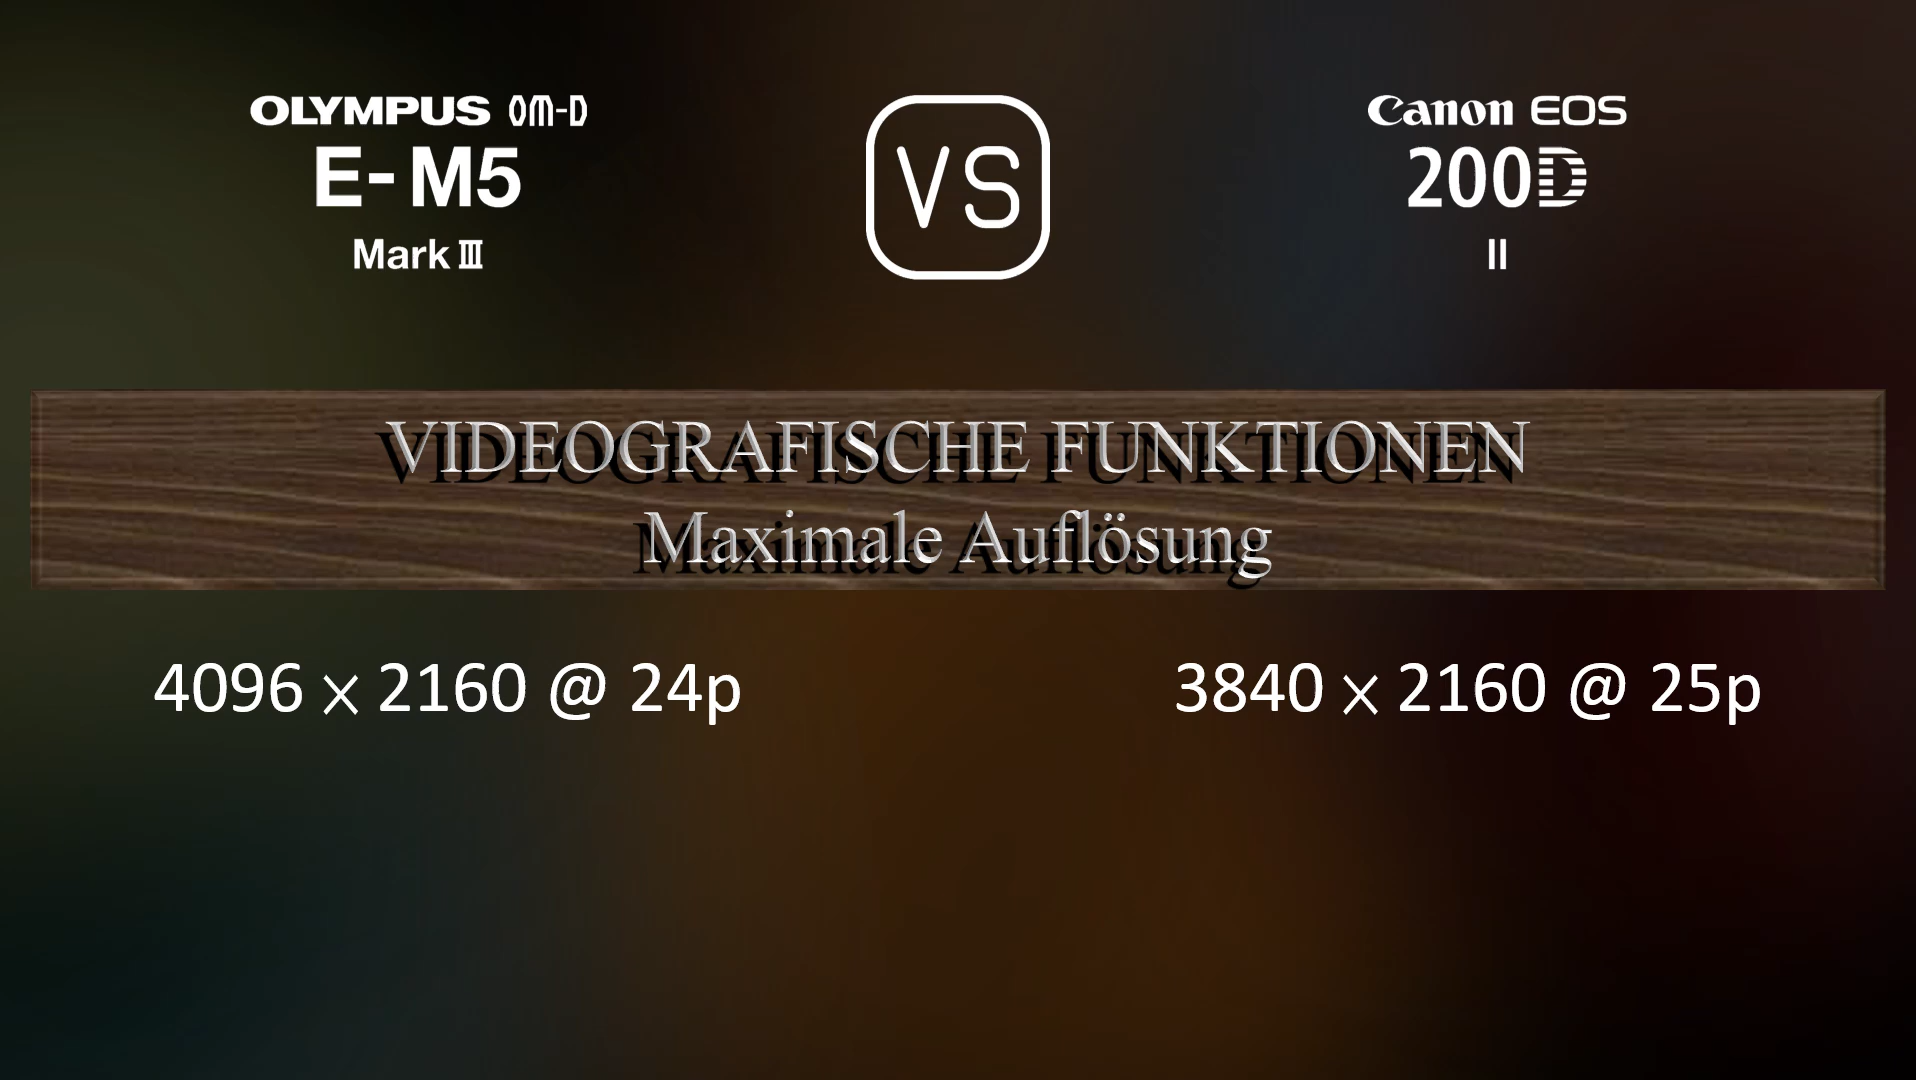 OLYMPUS OM-D
E-M5
Mark III
VS
Canon EOS
200D
II
VIDEOGRAFISCHE FUNKTIONEN
Maximale Auflösung
4096 x 2160 @ 24p
3840 x 2160 @ 25p